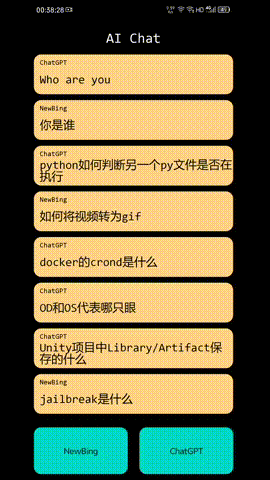 00:38:28
AI Chat
ChatGPT
Who are you
NewBing
你是谁
ChatGPT
python如何判断另一个py文件是否在
执行
NewBing
如何将视频转为gif
ChatGPT
docker的crond是什么
ChatGPT
OD和OS代表哪只眼
ChatGPT
Unity项目中Library/Artifact保
存的什么
NewBing
jailbreak是什么
NewBing
ChatGPT